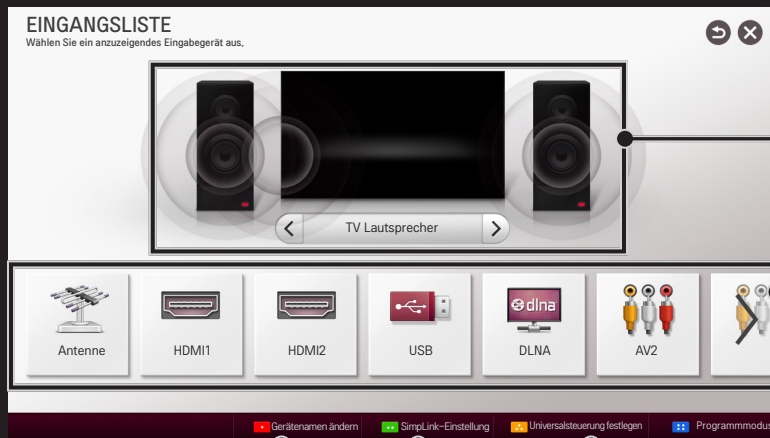 EINGANGSLISTE
Wählen Sie ein anzuzeigendes Eingabegerät aus.
TV Lautsprecher
dlna
Antenne
HDMI1
HDMI2
USB
DLNA
AV2
Gerätenamen ändern
SimpLink-Einstellung
Universalsteuerung festlegen
Programmmodus